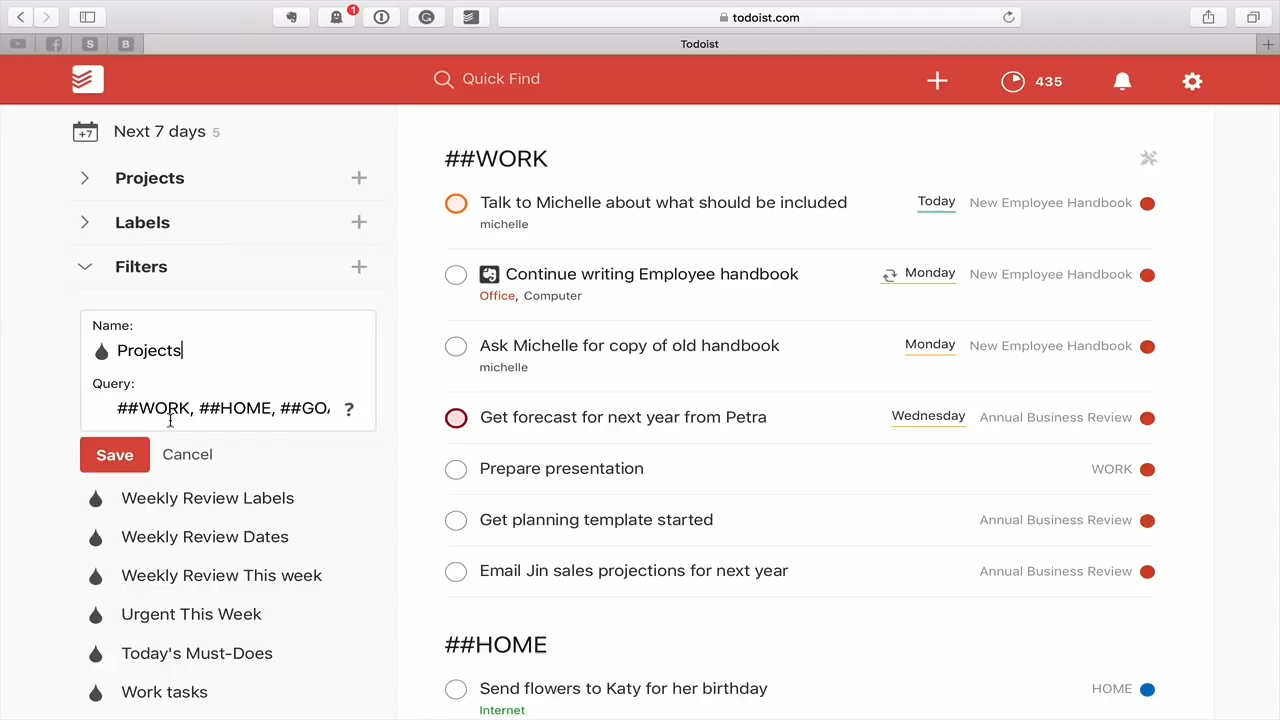 1
todoist.com
S
B
Todoist
Quick Find
435
+7 Next 7 days 5
Projects
Labels
Filters
Name:
Projects
Query:
##WORK, ##HOME, ##GO
?
Save Cancel
Weekly Review Labels
Weekly Review Dates
Weekly Review This week
Urgent This Week
Today's Must-Does
Work tasks
##WORK
Talk to Michelle about what should be included Today New Employee Handbook
michelle
Continue writing Employee handbook Monday New Employee Handbook
Office, Computer
Ask Michelle for copy of old handbook Monday New Employee Handbook
michelle
Get forecast for next year from Petra Wednesday Annual Business Review
Prepare presentation WORK
Get planning template started Annual Business Review
Email Jin sales projections for next year Annual Business Review
##HOME
Send flowers to Katy for her birthday HOME
Internet